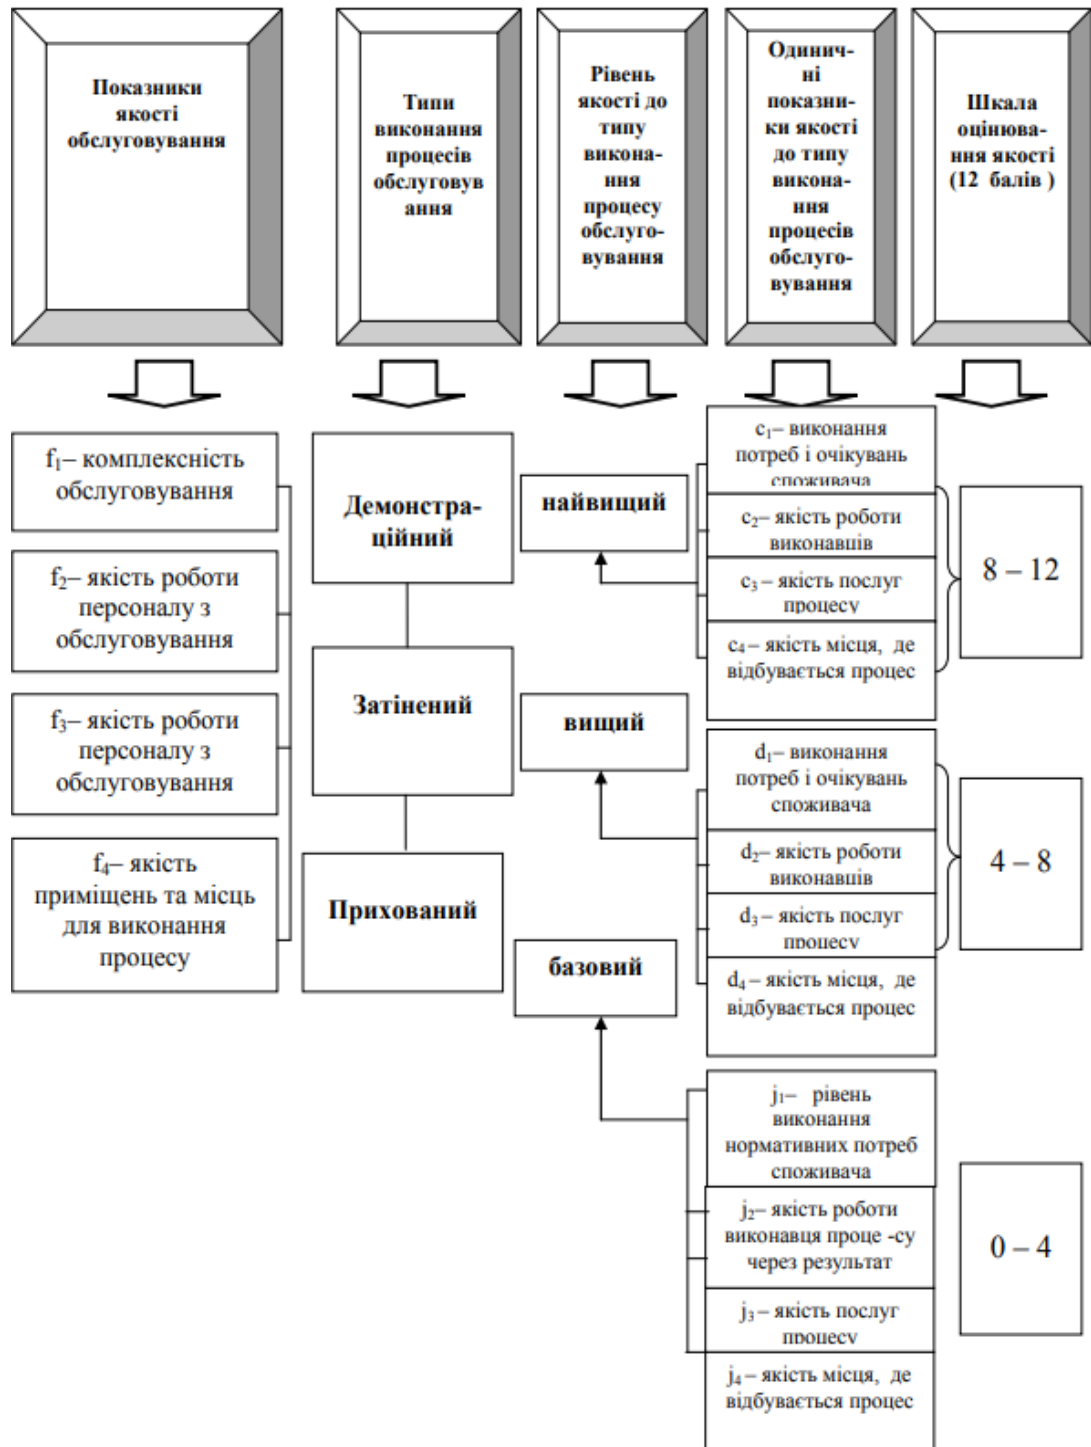 Показники
якості
обслуговування
Типи
виконання
процесів
обслуговув
ання
Рівень
якості до
типу
викона-
ння
процесу
обслуго-
вування
Одинич-
ні
показни-
ки якості
до типу
викона-
ння
процесів
обслуго-
вування
Шкала
оцінюва-
ння якості
(12 балів )
f₁– комплексність
обслуговування
f₂– якість роботи
персоналу з
обслуговування
f₃– якість роботи
персоналу з
обслуговування
f₄– якість
приміщень та місць
для виконання
процесу
Демонстра-
ційний
Затінений
Прихований
найвищий
вищий
базовий
c₁– виконання
потреб і очікувань
споживача
c₂– якість роботи
виконавців
c₃– якість послуг
процесу
c₄– якість місця, де
відбувається процес
d₁– виконання
потреб і очікувань
споживача
d₂– якість роботи
виконавців
d₃– якість послуг
процесу
d₄– якість місця, де
відбувається процес
j₁– рівень
виконання
нормативних потреб
споживача
j₂– якість роботи
виконавця проце -су
через результат
j₃– якість послуг
процесу
j₄– якість місця, де
відбувається процес
8 – 12
4 – 8
0 – 4